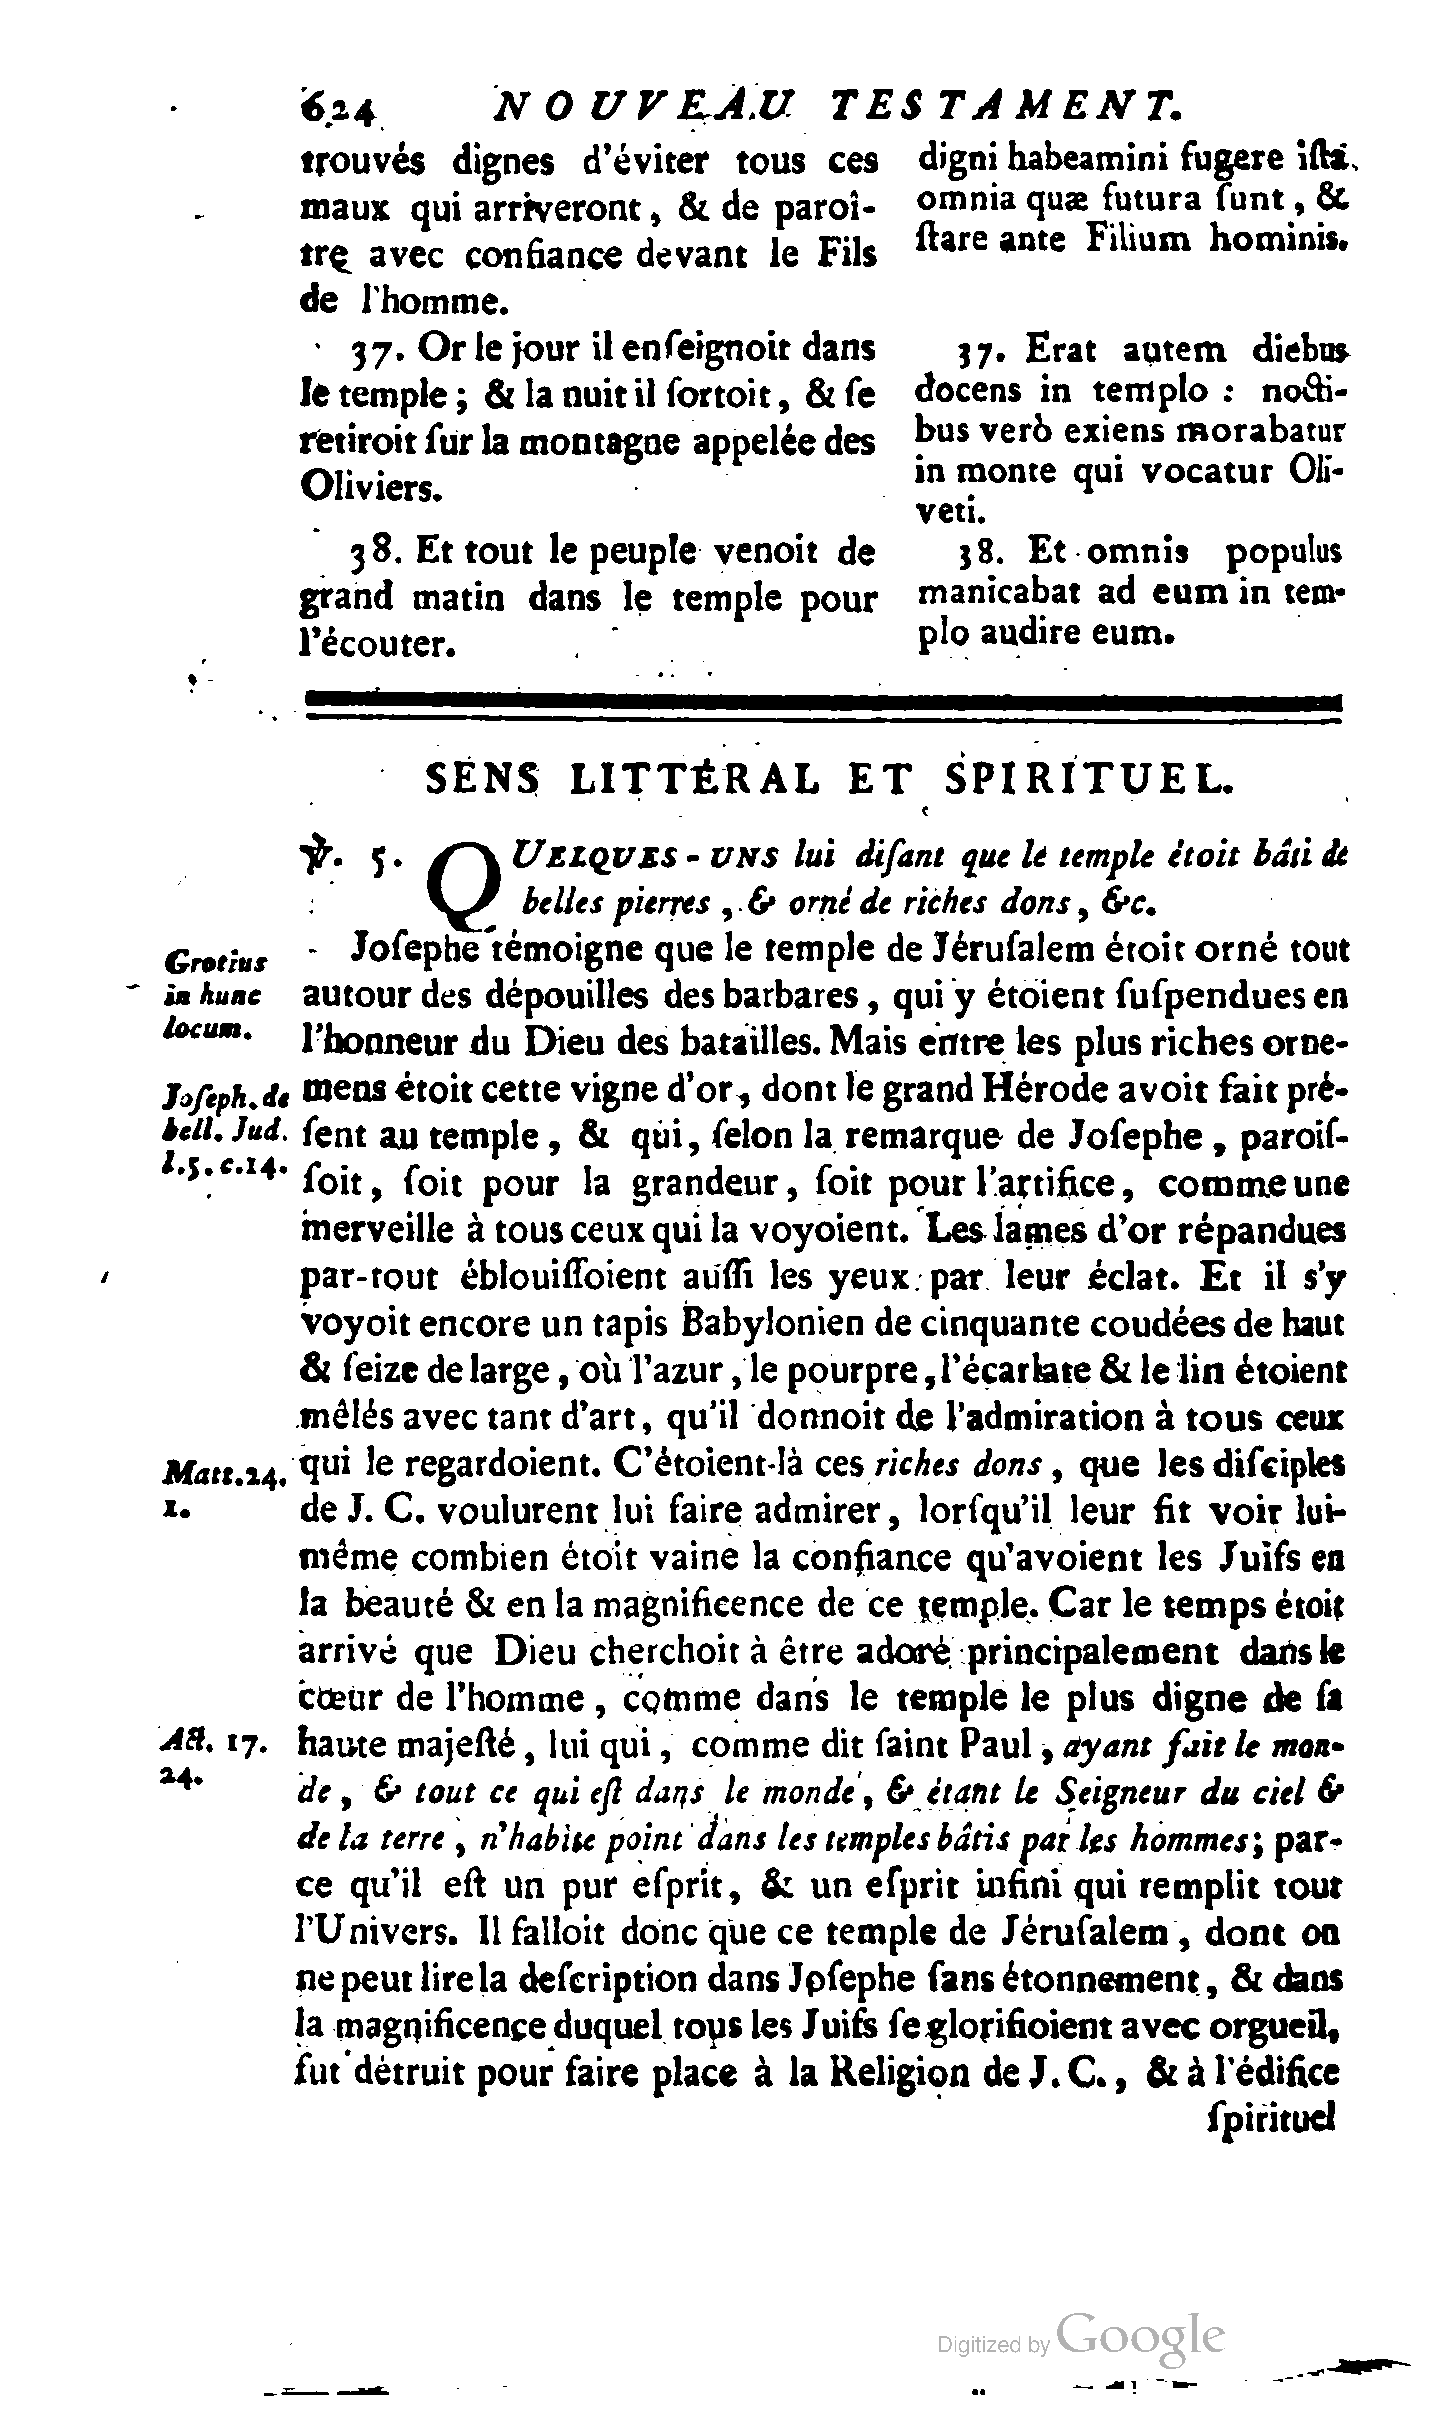 624 NOUVEAU TESTAMENT.
trouvés dignes d'éviter tous ces
maux qui arriveront, & de paroî-
tre avec confiance devant le Fils
de l'homme.
37. Or le jour il enſeignoit dans
le temple ; & la nuit il ſortoit, & ſe
retiroit ſur la montagne appelée des
Oliviers.
38. Et tout le peuple venoit de
grand matin dans le temple pour
l'écouter.
digni habeamini fugere iſta
omnia quæ futura ſunt, &
ſtare ante Filium hominis.
37. Erat autem diebus
docens in templo : nocti-
bus verò exiens morabatur
in monte qui vocatur Oli-
veti.
38. Et omnis populus
manicabat ad eum in tem-
plo audire eum.
SENS LITTÉRAL ET SPIRITUEL.
℣. 5. QUELQUES-UNS lui diſant que le temple étoit bâti de
belles pierres, & orné de riches dons, &c.
Joſephe témoigne que le temple de Jéruſalem étoit orné tout
autour des dépouilles des barbares, qui y étoient ſuſpendues en
l'honneur du Dieu des batailles. Mais entre les plus riches orne-
mens étoit cette vigne d'or, dont le grand Hérode avoit fait pré-
ſent au temple, & qui, ſelon la remarque de Joſephe, paroiſ-
ſoit, ſoit pour la grandeur, ſoit pour l'artifice, comme une
merveille à tous ceux qui la voyoient. Les lames d'or répandues
par-tout éblouiſſoient auſſi les yeux par leur éclat. Et il s'y
voyoit encore un tapis Babylonien de cinquante coudées de haut
& ſeize de large, où l'azur, le pourpre, l'écarlate & le lin étoient
mêlés avec tant d'art, qu'il donnoit de l'admiration à tous ceux
qui le regardoient. C'étoient-là ces riches dons, que les diſciples
de J. C. voulurent lui faire admirer, lorſqu'il leur fit voir lui-
même combien étoit vaine la confiance qu'avoient les Juifs en
la beauté & en la magnificence de ce temple. Car le temps étoit
arrivé que Dieu cherchoit à être adoré principalement dans le
cœur de l'homme, comme dans le temple le plus digne de ſa
haute majeſté, lui qui, comme dit ſaint Paul, ayant fait le mon-
de, & tout ce qui eſt dans le monde, & étant le Seigneur du ciel &
de la terre, n'habite point dans les temples bâtis par les hommes; par-
ce qu'il eſt un pur eſprit, & un eſprit infini qui remplit tout
l'Univers. Il falloit donc que ce temple de Jéruſalem, dont on
ne peut lire la deſcription dans Joſephe ſans étonnement, & dans
la magnificence duquel tous les Juifs ſe glorifioient avec orgueil,
fut détruit pour faire place à la Religion de J. C., & à l'édifice
ſpirituel
Grotius
in hunc
locum.
Joſeph. de
bell. Jud.
l. 5. c. 14.
Matt. 24.
1.
Act. 17.
24.
Digitized by Google